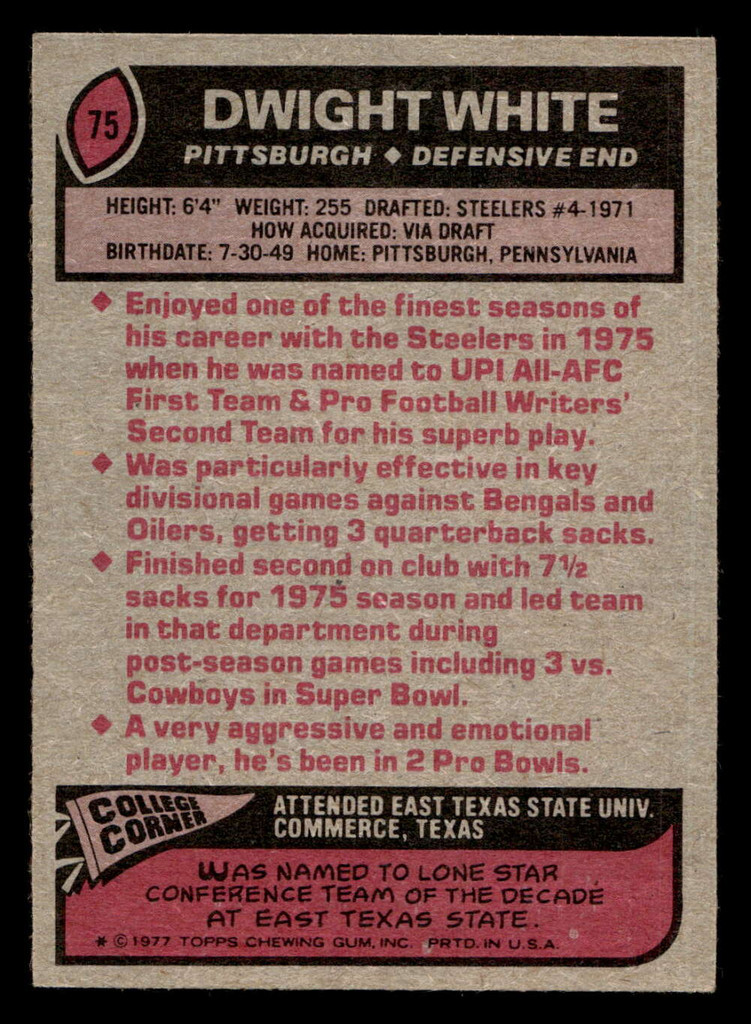 75
DWIGHT WHITE
PITTSBURGH ◆ DEFENSIVE END
HEIGHT: 6'4" WEIGHT: 255 DRAFTED: STEELERS #4-1971
HOW ACQUIRED: VIA DRAFT
BIRTHDATE: 7-30-49 HOME: PITTSBURGH, PENNSYLVANIA
◆ Enjoyed one of the finest seasons of
his career with the Steelers in 1975
when he was named to UPI All-AFC
First Team & Pro Football Writers'
Second Team for his superb play.
◆ Was particularly effective in key
divisional games against Bengals and
Oilers, getting 3 quarterback sacks.
◆ Finished second on club with 7½
sacks for 1975 season and led team
in that department during
post-season games including 3 vs.
Cowboys in Super Bowl.
◆ A very aggressive and emotional
player, he's been in 2 Pro Bowls.
COLLEGE
CORNER
ATTENDED EAST TEXAS STATE UNIV.
COMMERCE, TEXAS
WAS NAMED TO LONE STAR
CONFERENCE TEAM OF THE DECADE
AT EAST TEXAS STATE.
* © 1977 TOPPS CHEWING GUM, INC. PRTD. IN U.S.A.